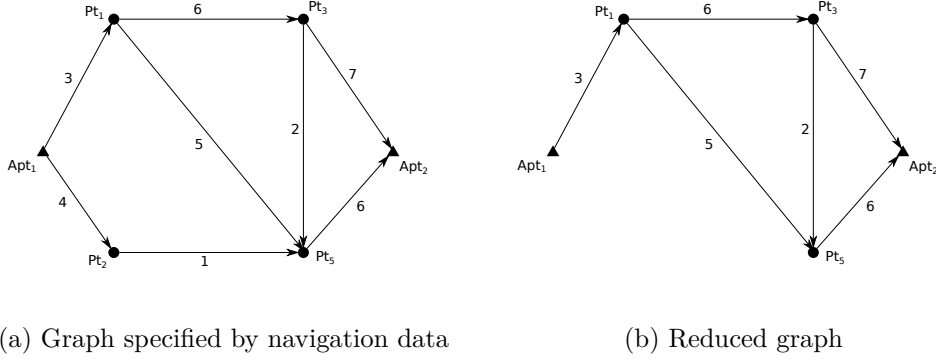 Pt1 6 Pt3
3 7
5 2
Apt1 Apt2
4 6
Pt2 1 Pt5
(a) Graph specified by navigation data
Pt1 6 Pt3
3 7
5 2
Apt1 Apt2
6
Pt5
(b) Reduced graph